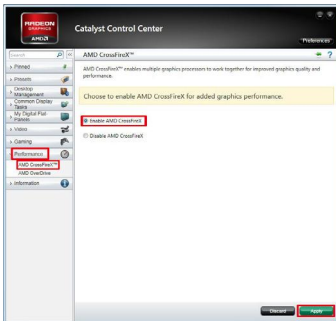 RADEON
GRAPHICS
AMD
Catalyst Control Center
Preferences
Search
AMD CrossFireX™
Pinned
Presets
Desktop
Management
Common Display
Tasks
My Digital Flat-
Panels
Video
Gaming
Performance
AMD CrossFireX™
AMD OverDrive
Information
AMD CrossFireX™ enables multiple graphics processors to work together for improved graphics quality and
performance.
Choose to enable AMD CrossFireX for added graphics performance.
Enable AMD CrossFireX
Disable AMD CrossFireX
Discard
Apply